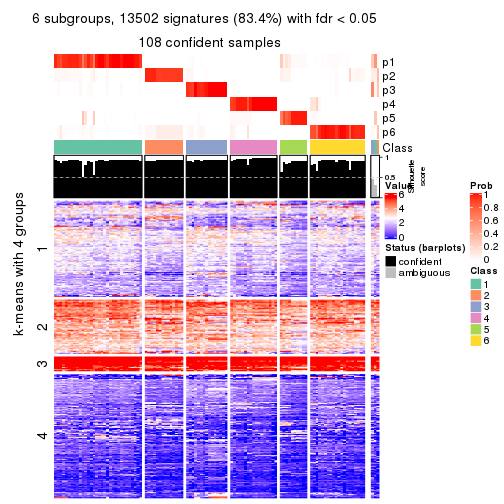 6 subgroups, 13502 signatures (83.4%) with fdr < 0.05
108 confident samples
p1
p2
p3
p4
p5
p6
Class
1
0.5
0
Silhouette
score
k-means with 4 groups
1
2
3
4
Value
6
4
2
0
Status (barplots)
confident
ambiguous
Prob
1
0.8
0.6
0.4
0.2
0
Class
1
2
3
4
5
6